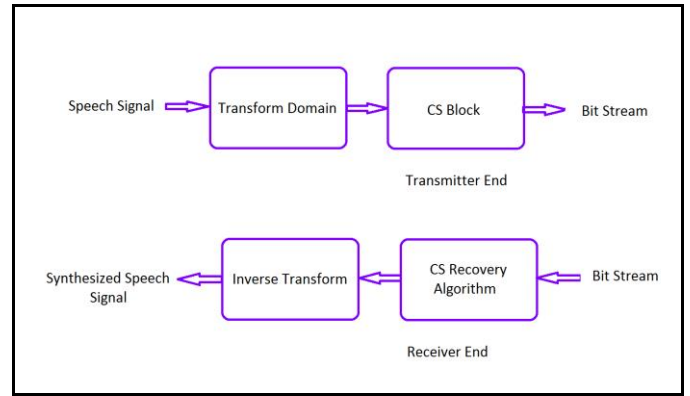 Speech Signal
Transform Domain
CS Block
Bit Stream
Transmitter End
Synthesized Speech
Signal
Inverse Transform
CS Recovery
Algorithm
Bit Stream
Receiver End